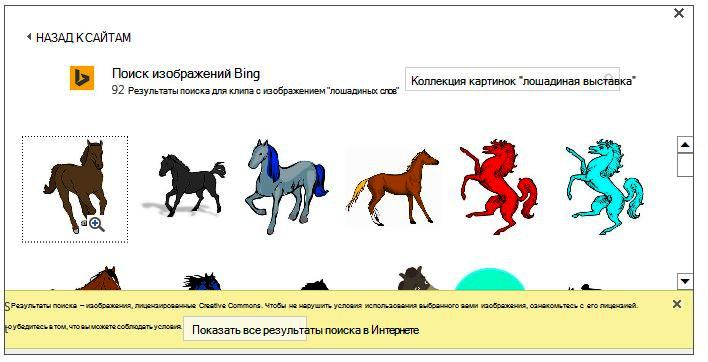 НАЗАД К САЙТАМ
Поиск изображений Bing
92 Результаты поиска для клипа с изображением "лошадиных слов"
Коллекция картинок "лошадиная выставка"
Результаты поиска – изображения, лицензированные Creative Commons. Чтобы не нарушить условия использования выбранного вами изображения, ознакомьтесь с его лицензией.
убедитесь в том, что вы можете соблюдать условия.
Показать все результаты поиска в Интернете